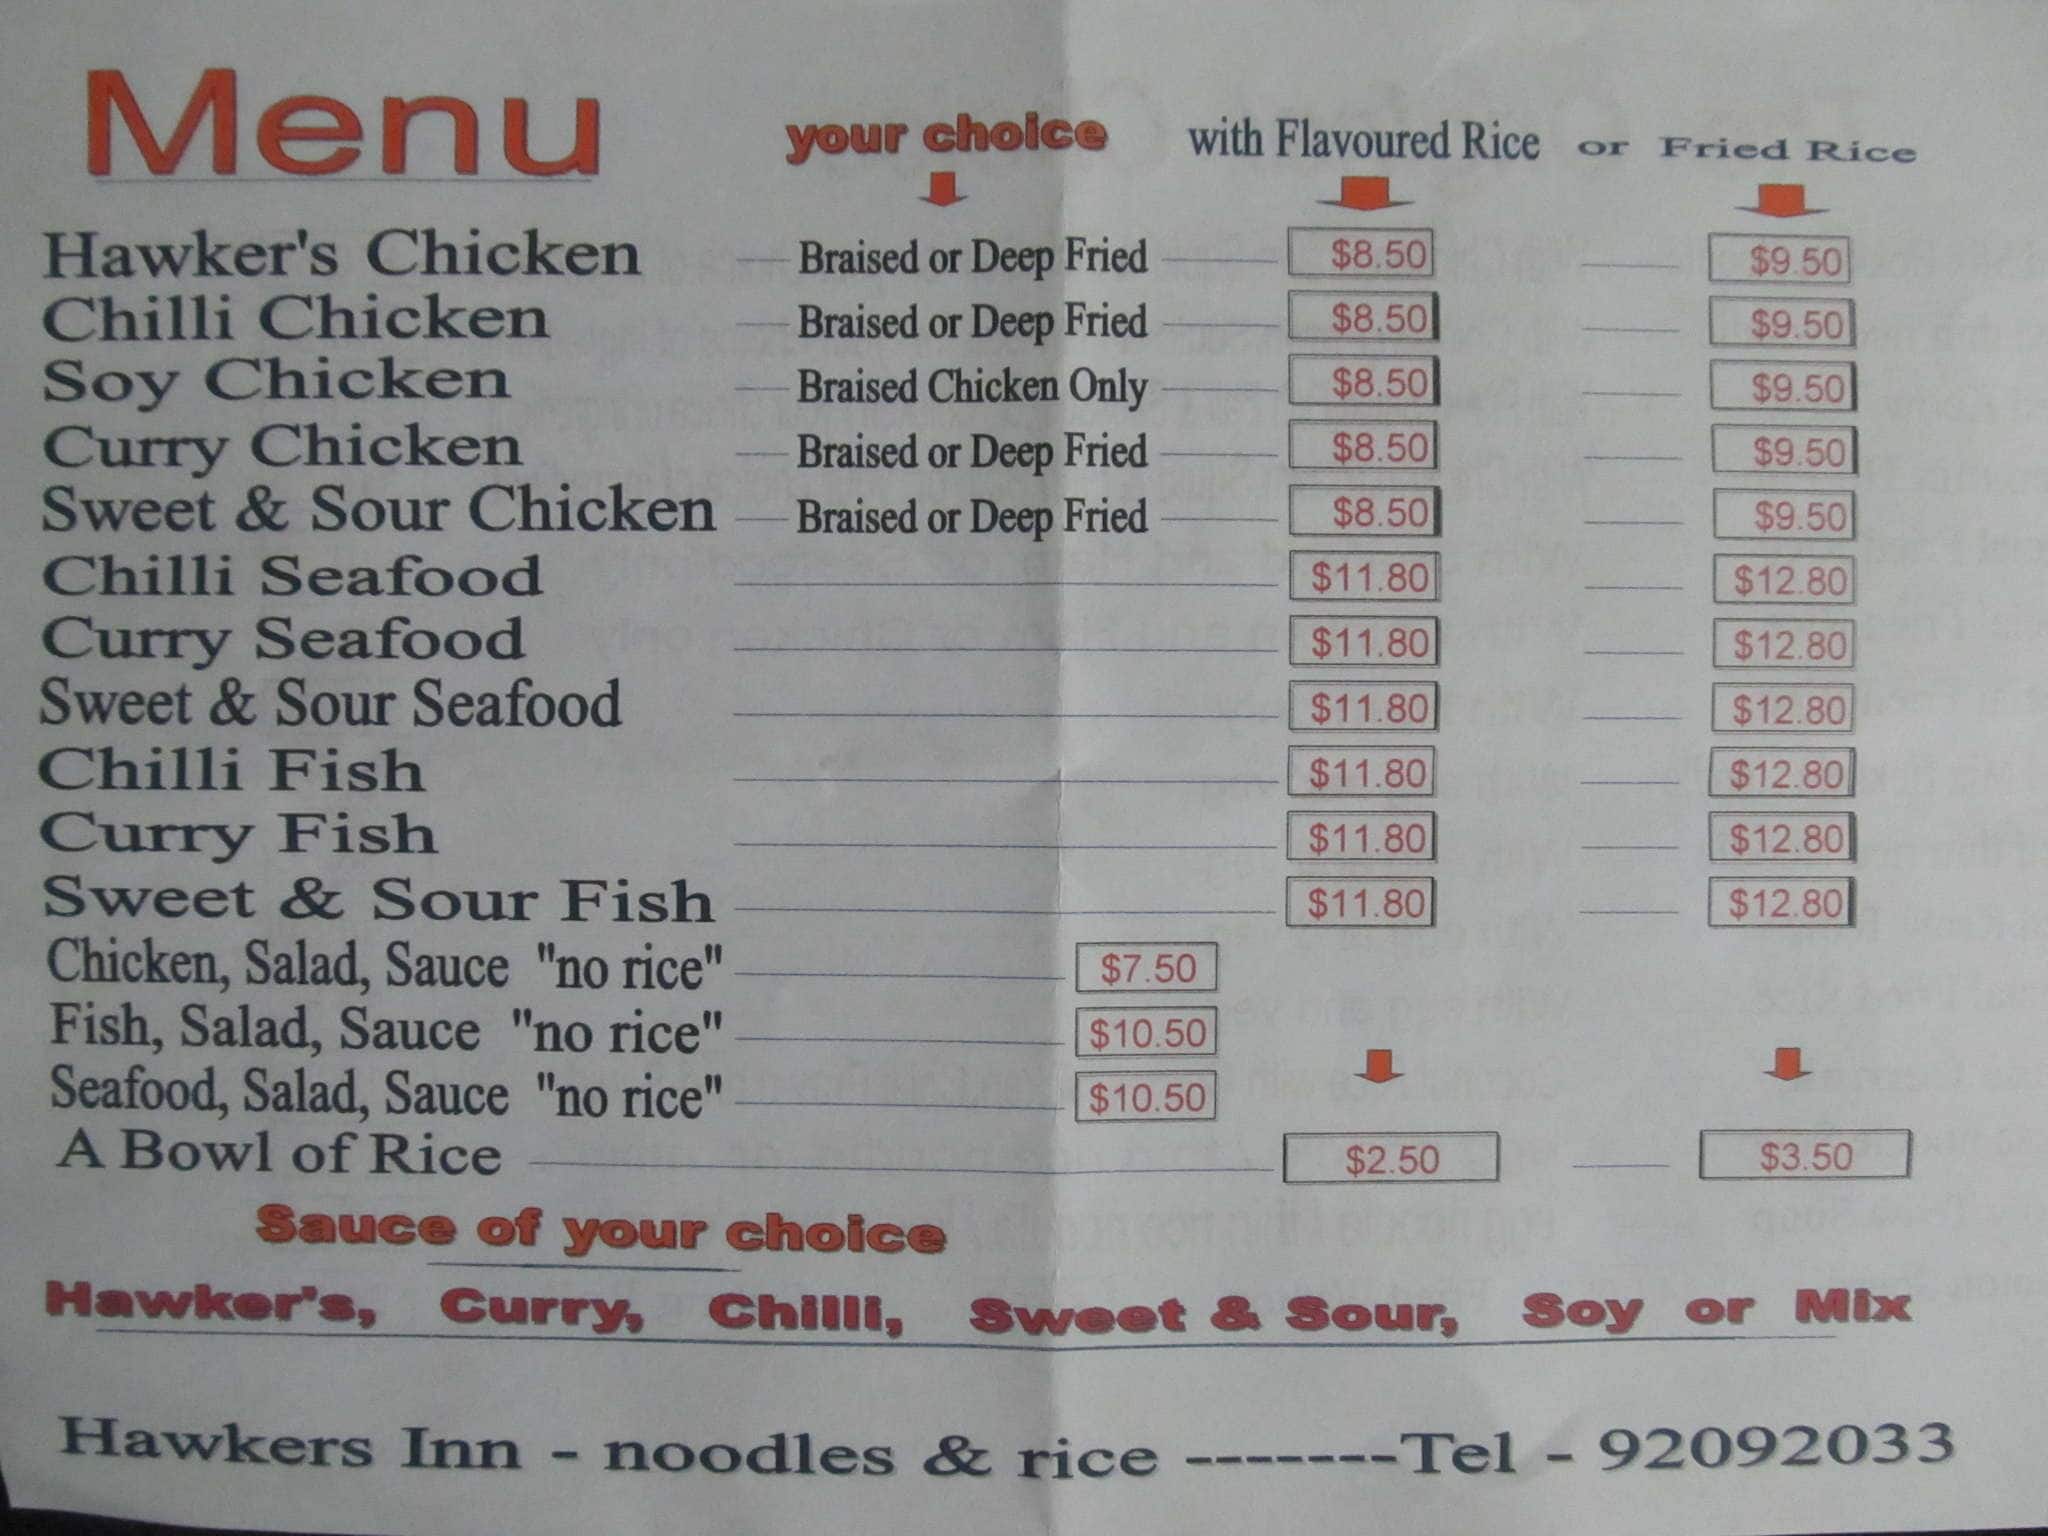 Menu your choice with Flavoured Rice or Fried Rice
Hawker's Chicken Braised or Deep Fried $8.50 $9.50
Chilli Chicken Braised or Deep Fried $8.50 $9.50
Soy Chicken Braised Chicken Only $8.50 $9.50
Curry Chicken Braised or Deep Fried $8.50 $9.50
Sweet & Sour Chicken Braised or Deep Fried $8.50 $9.50
Chilli Seafood $11.80 $12.80
Curry Seafood $11.80 $12.80
Sweet & Sour Seafood $11.80 $12.80
Chilli Fish $11.80 $12.80
Curry Fish $11.80 $12.80
Sweet & Sour Fish $11.80 $12.80
Chicken, Salad, Sauce "no rice" $7.50
Fish, Salad, Sauce "no rice" $10.50
Seafood, Salad, Sauce "no rice" $10.50
A Bowl of Rice $2.50 $3.50
Sauce of your choice
Hawker's, Curry, Chilli, Sweet & Sour, Soy or Mix
Hawkers Inn - noodles & rice -------Tel - 92092033